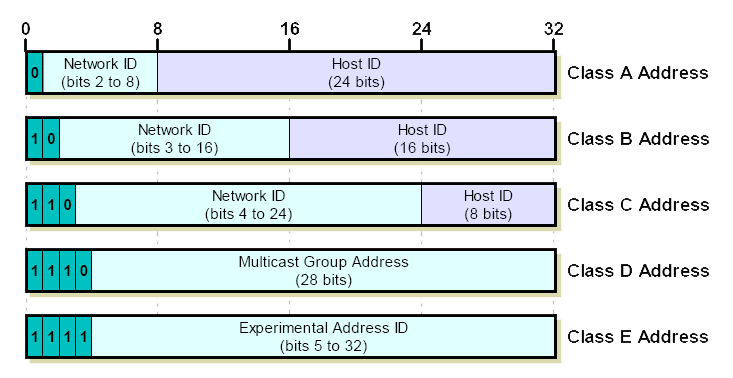 0 8 16 24 32
0 Network ID (bits 2 to 8) Host ID (24 bits) Class A Address
1 0 Network ID (bits 3 to 16) Host ID (16 bits) Class B Address
1 1 0 Network ID (bits 4 to 24) Host ID (8 bits) Class C Address
1 1 1 0 Multicast Group Address (28 bits) Class D Address
1 1 1 1 Experimental Address ID (bits 5 to 32) Class E Address